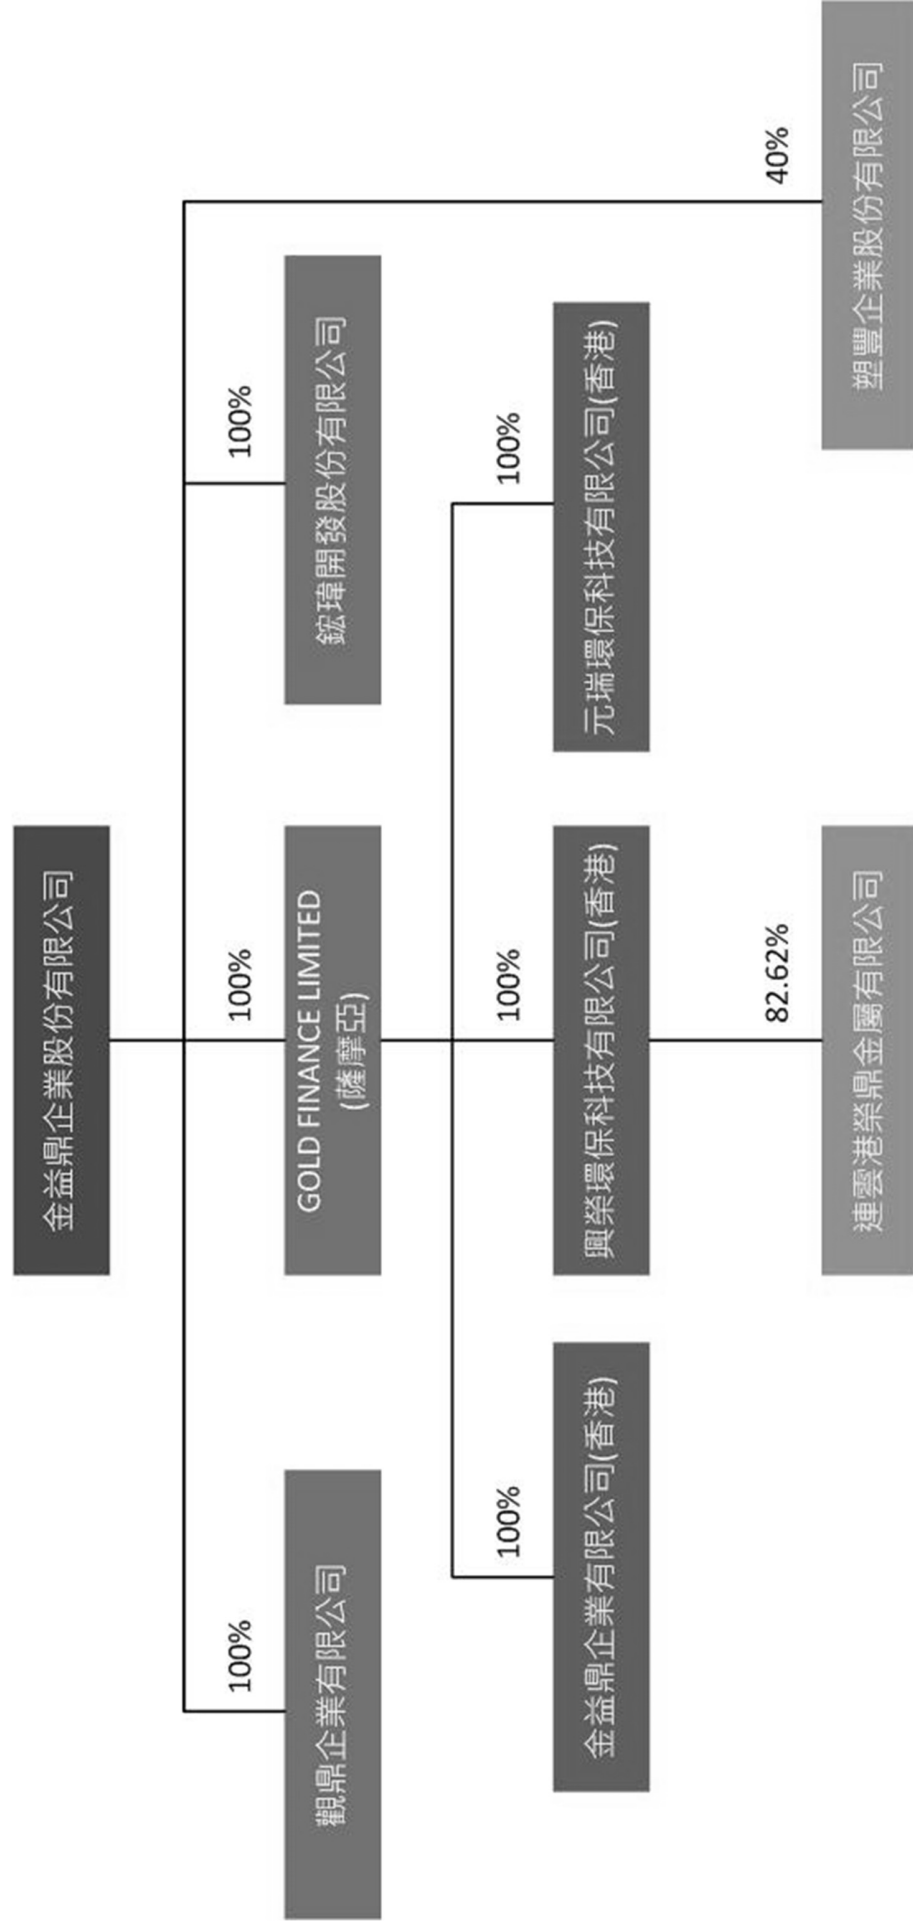 金益鼎企業股份有限公司
100%
100%
100%
觀鼎企業有限公司
GOLD FINANCE LIMITED
(薩摩亞)
鋐瑋開發股份有限公司
100%
100%
100%
金益鼎企業有限公司(香港)
興榮環保科技有限公司(香港)
元瑞環保科技有限公司(香港)
82.62%
40%
連雲港榮鼎金屬有限公司
塑豐企業股份有限公司